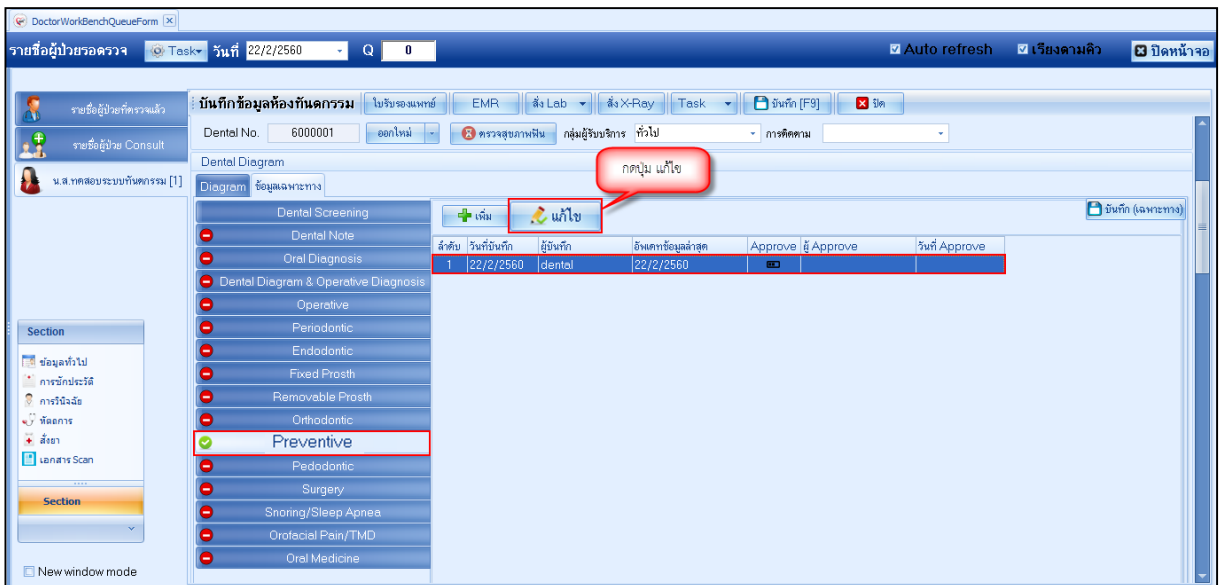 DoctorWorkBenchQueueForm
รายชื่อผู้ป่วยรอตรวจ Task วันที่ 22/2/2560 Q 0 Auto refresh เรียงตามคิว ปิดหน้าจอ
รายชื่อผู้ป่วยที่ตรวจแล้ว
รายชื่อผู้ป่วย Consult
น.ส.ทดสอบระบบทันตกรรม [1]
บันทึกข้อมูลห้องทันตกรรม ใบรับรองแพทย์ EMR สั่ง Lab สั่ง X-Ray Task บันทึก [F9] ปิด
Dental No. 6000001 ออกใหม่ ตรวจสุขภาพฟัน กลุ่มผู้รับบริการ ทั่วไป การติดตาม
Dental Diagram
กดปุ่ม แก้ไข
Diagram ข้อมูลเฉพาะทาง
เพิ่ม แก้ไข บันทึก (เฉพาะทาง)
ลำดับ วันที่บันทึก ผู้บันทึก อัพเดทข้อมูลล่าสุด Approve ผู้ Approve วันที่ Approve
1 22/2/2560 dental 22/2/2560
Dental Screening
Dental Note
Oral Diagnosis
Dental Diagram & Operative Diagnosis
Operative
Periodontic
Endodontic
Fixed Prosth
Removable Prosth
Orthodontic
Preventive
Pedodontic
Surgery
Snoring/Sleep Apnea
Orofacial Pain/TMD
Oral Medicine
Section
ข้อมูลทั่วไป
การซักประวัติ
การวินิจฉัย
หัตถการ
สั่งยา
เอกสาร Scan
Section
New window mode